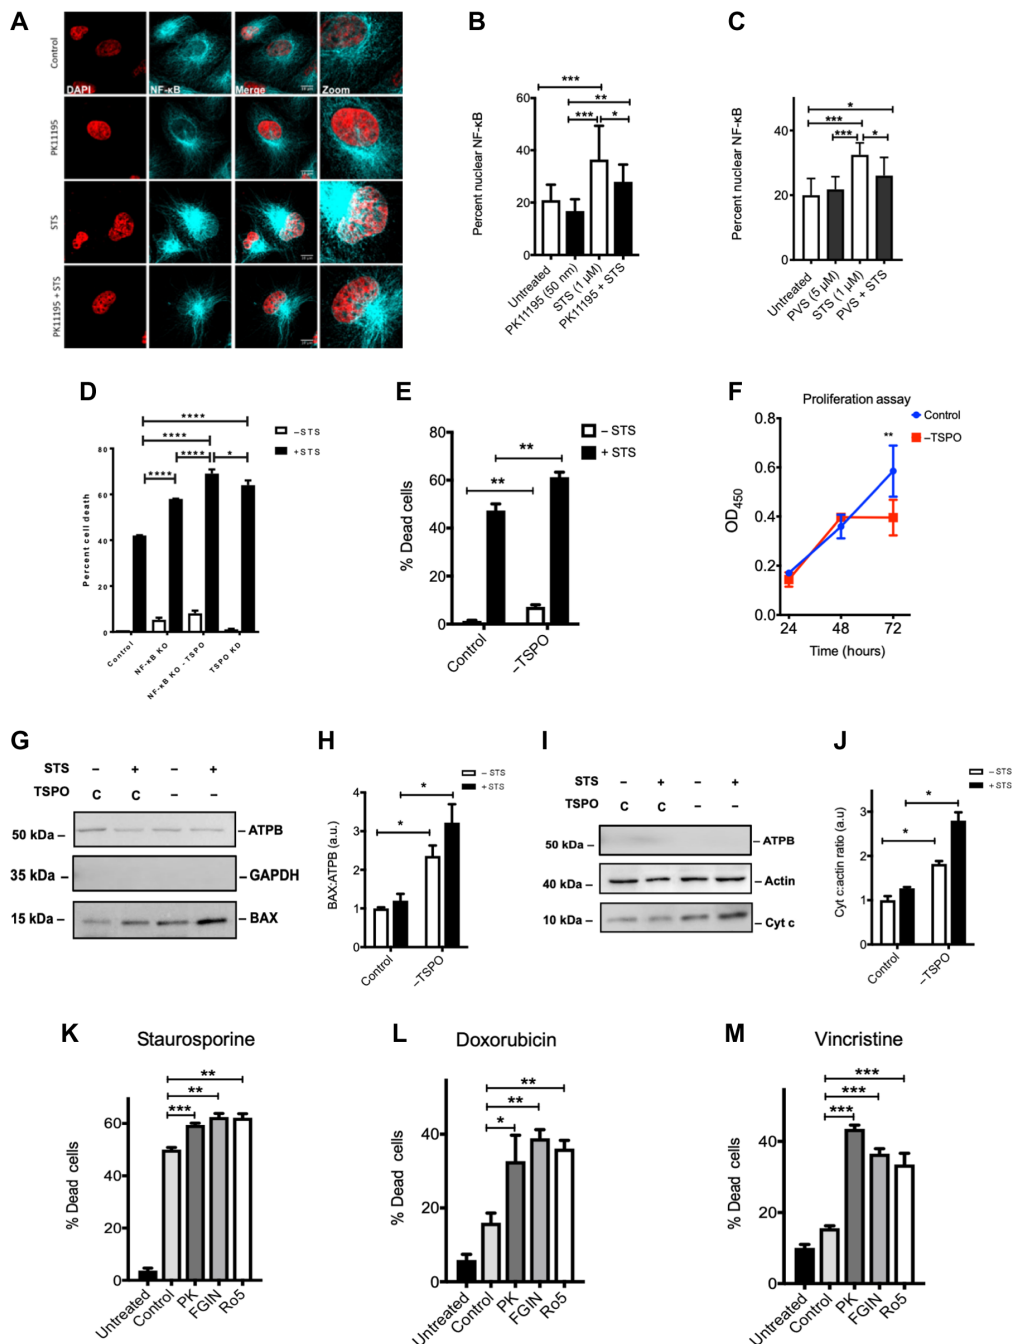 A
Control
DAPI
NF-κB
Merge
Zoom
PK11195
STS
PK11195 + STS
B
Percent nuclear NF-κB
60
40
20
0
***
**
***
*
Untreated
PK11195 (50 nm)
STS (1 µM)
PK11195 + STS
C
Percent nuclear NF-κB
40
20
0
*
***
***
*
Untreated
PVS (5 µM)
STS (1 µM)
PVS + STS
D
Percent cell death
80
60
40
20
0
****
****
****
****
*
–STS
+STS
Control
NF-κB KO
NF-κB KO -TSPO
TSPO KD
E
% Dead cells
80
60
40
20
0
**
**
– STS
+ STS
Control
–TSPO
F
Proliferation assay
Control
–TSPO
**
OD450
0.8
0.6
0.4
0.2
0.0
24 48 72
Time (hours)
G
STS – + – +
TSPO C C – –
50 kDa – – ATPB
35 kDa – – GAPDH
15 kDa – – BAX
H
– STS
+ STS
BAX:ATPB (a.u.)
4
3
2
1
0
*
*
Control
–TSPO
I
STS – + – +
TSPO C C – –
50 kDa – – ATPB
40 kDa – – Actin
10 kDa – – Cyt c
J
– STS
+ STS
Cyt c:actin ratio (a.u)
3
2
1
0
*
*
Control
–TSPO
K
Staurosporine
% Dead cells
60
40
20
0
**
**
***
Untreated
Control
PK
FGIN
Ro5
L
Doxorubicin
% Dead cells
40
20
0
**
**
*
Untreated
Control
PK
FGIN
Ro5
M
Vincristine
% Dead cells
40
20
0
***
***
***
Untreated
Control
PK
FGIN
Ro5